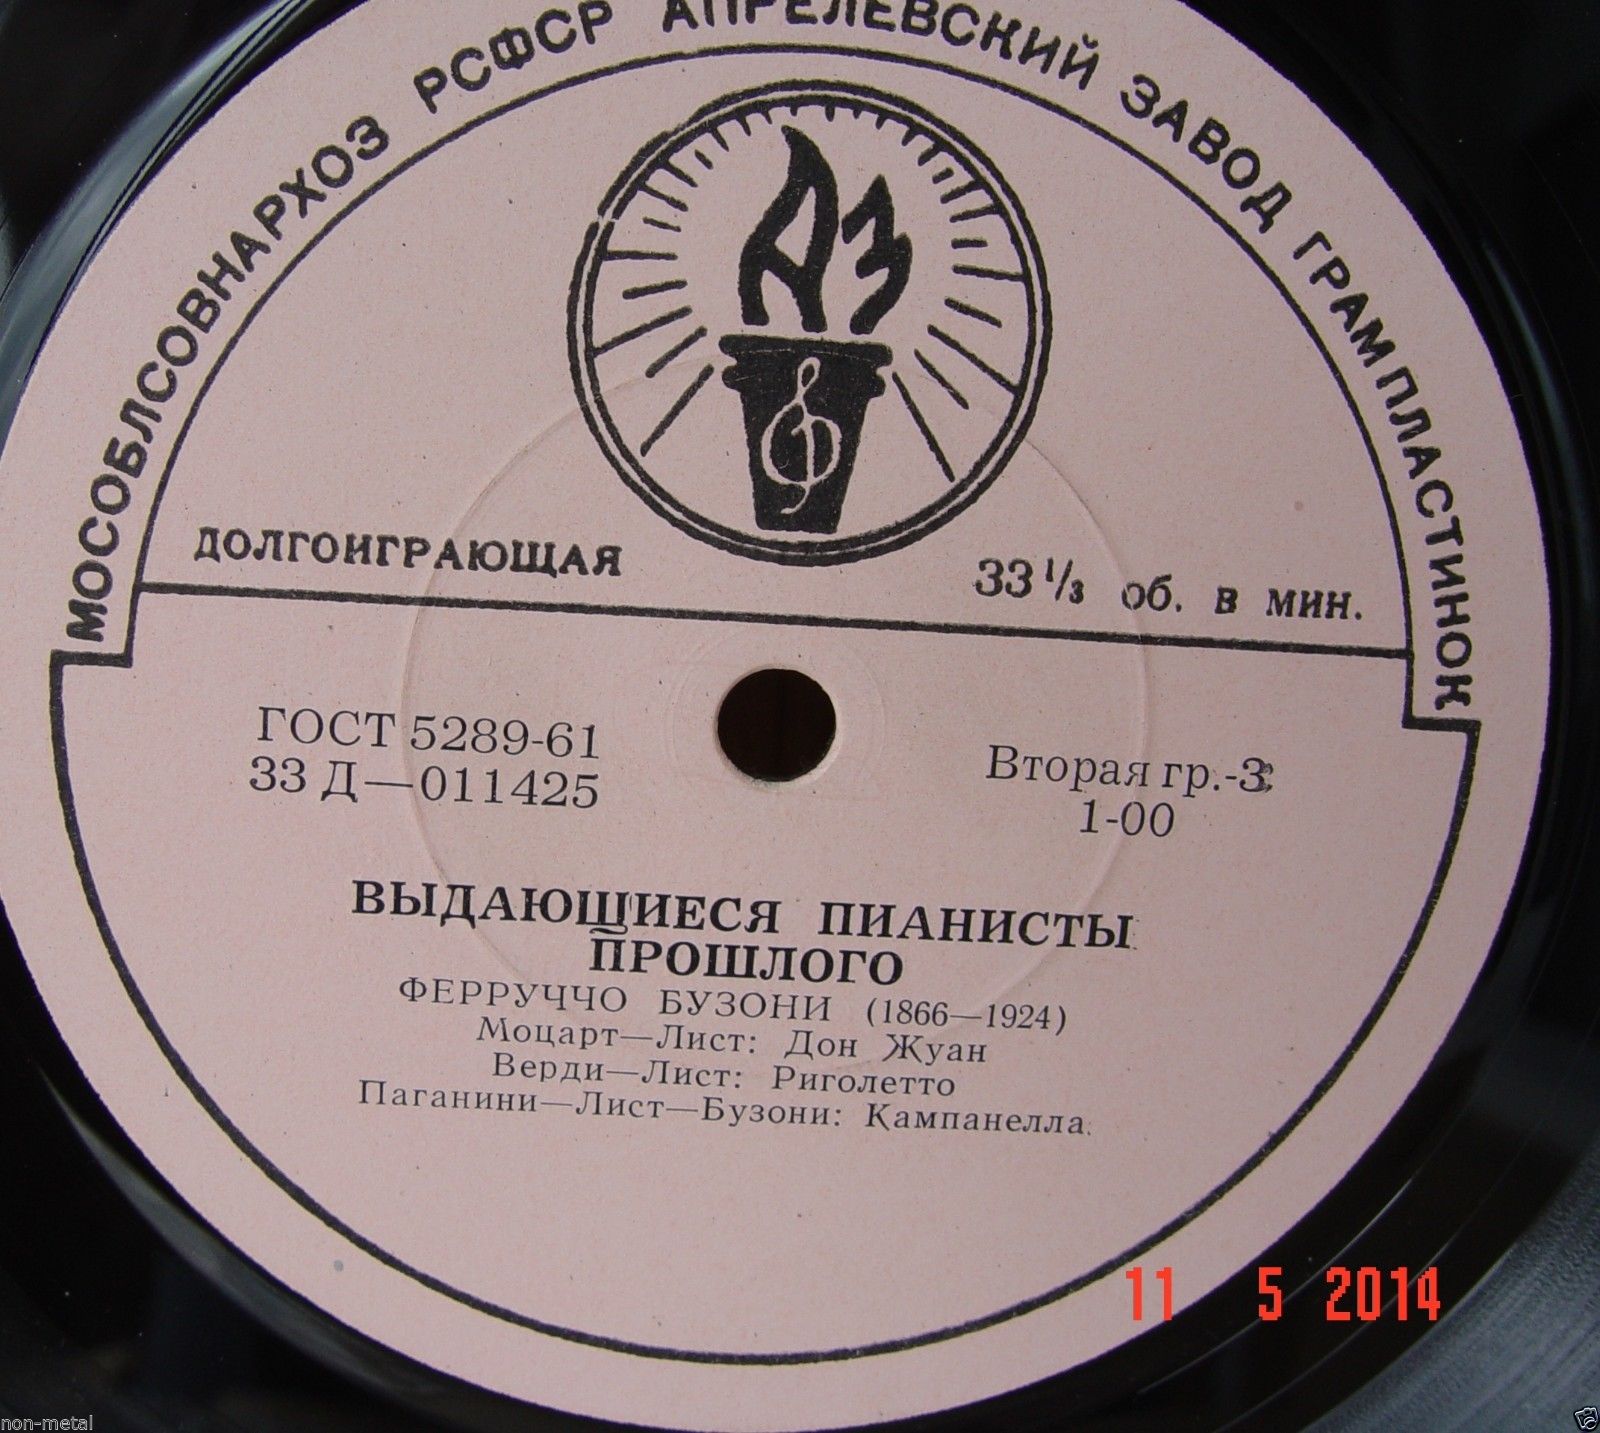 МОСОБЛСОВНАРХОЗ РСФСР АПРЕЛЕВСКИЙ ЗАВОД ГРАМПЛАСТИНОК
АЗ
ДОЛГОИГРАЮЩАЯ
33 1/3 об. в мин.
ГОСТ 5289-61
33 Д—011425
Вторая гр.-3
1-00
ВЫДАЮЩИЕСЯ ПИАНИСТЫ
ПРОШЛОГО
ФЕРРУЧЧО БУЗОНИ (1866—1924)
Моцарт—Лист: Дон Жуан
Верди—Лист: Риголетто
Паганини—Лист—Бузони: Кампанелла
11 5 2014
non-metal